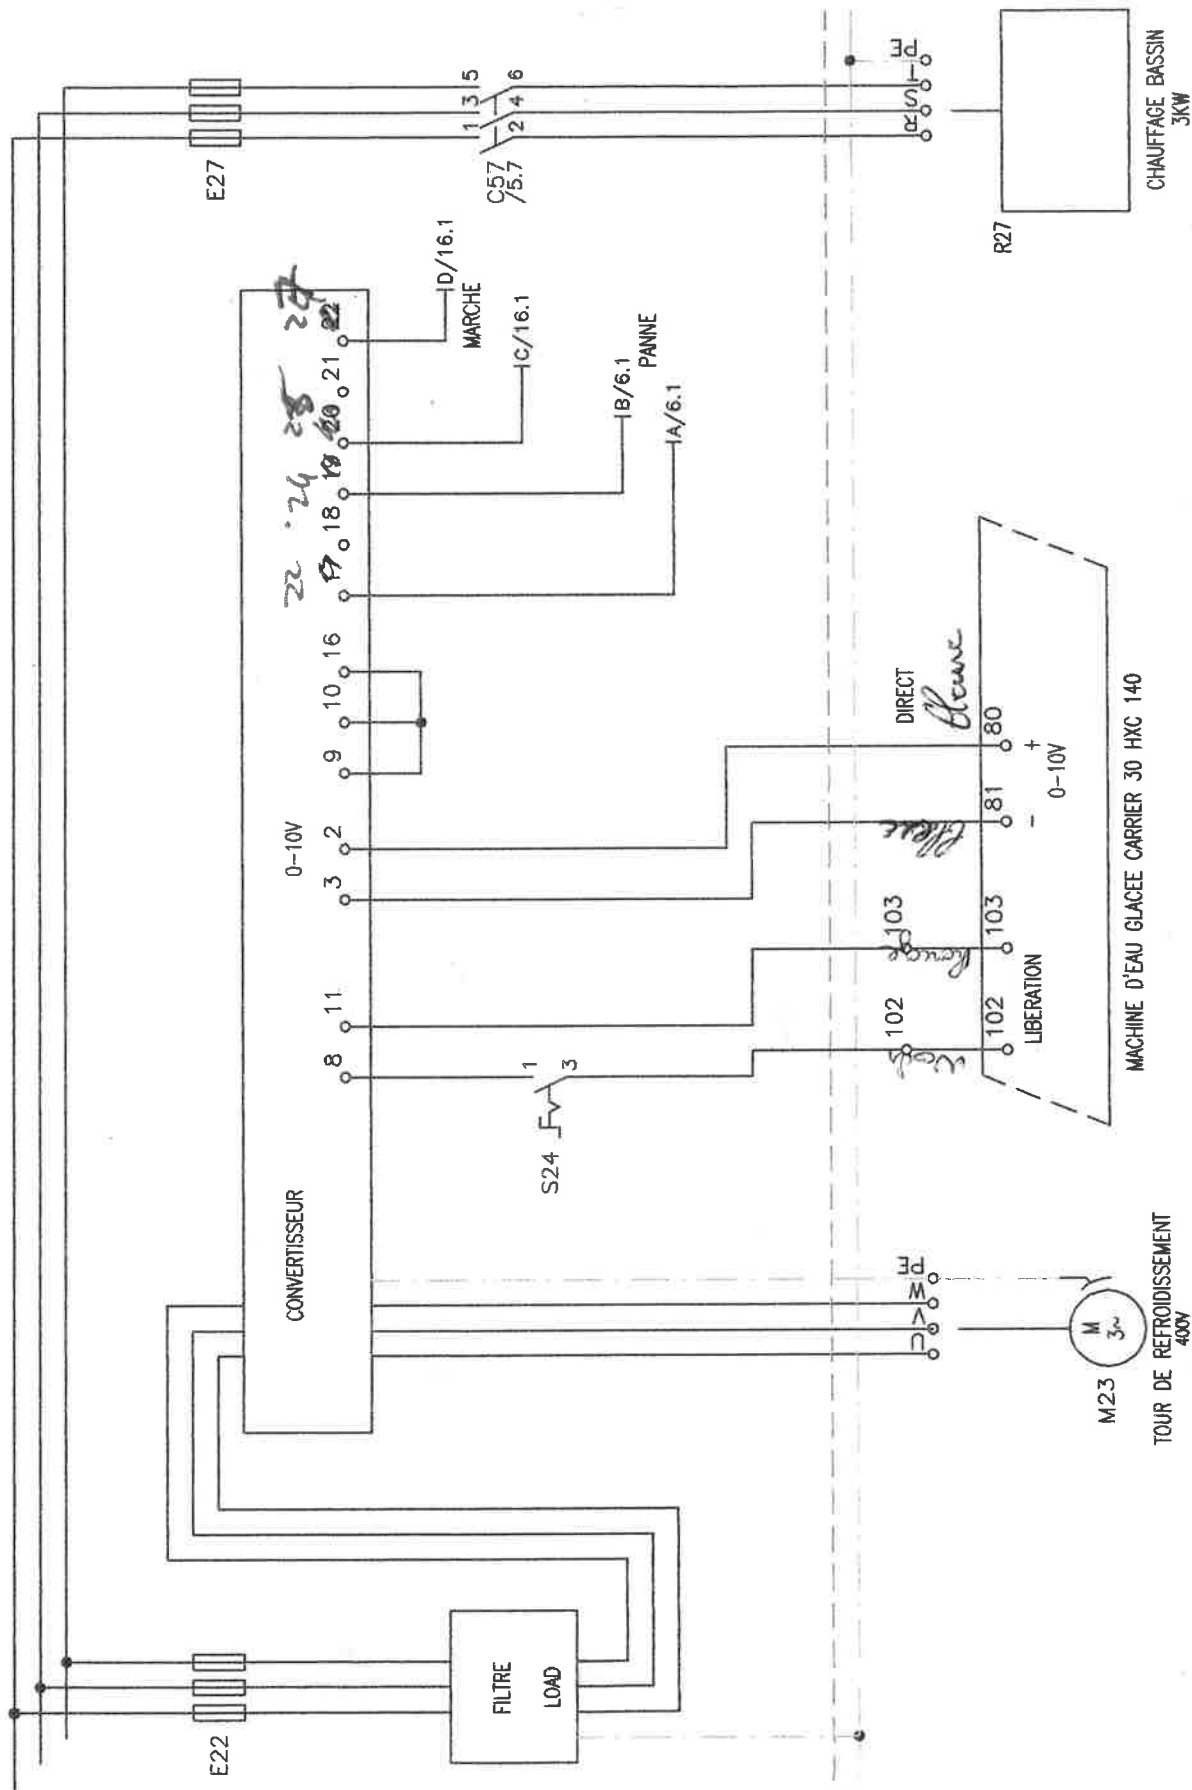 E22
FILTRE
LOAD
CONVERTISSEUR
8
11
3
2
0-10V
9
10
16
18
21
22 24
E27
1
3
5
2
4
6
C57
/5.7
D/16.1
MARCHE
C/16.1
B/6.1
PANNE
A/6.1
S24
1
3
U
V
W
PE
102
103
Rouge
DIRECT
R
S
T
PE
M23
M
3~
TOUR DE REFROIDISSEMENT
400V
102
103
81
80
LIBERATION
-
+
0-10V
MACHINE D'EAU GLACEE CARRIER 30 HXC 140
R27
CHAUFFAGE BASSIN
3KW